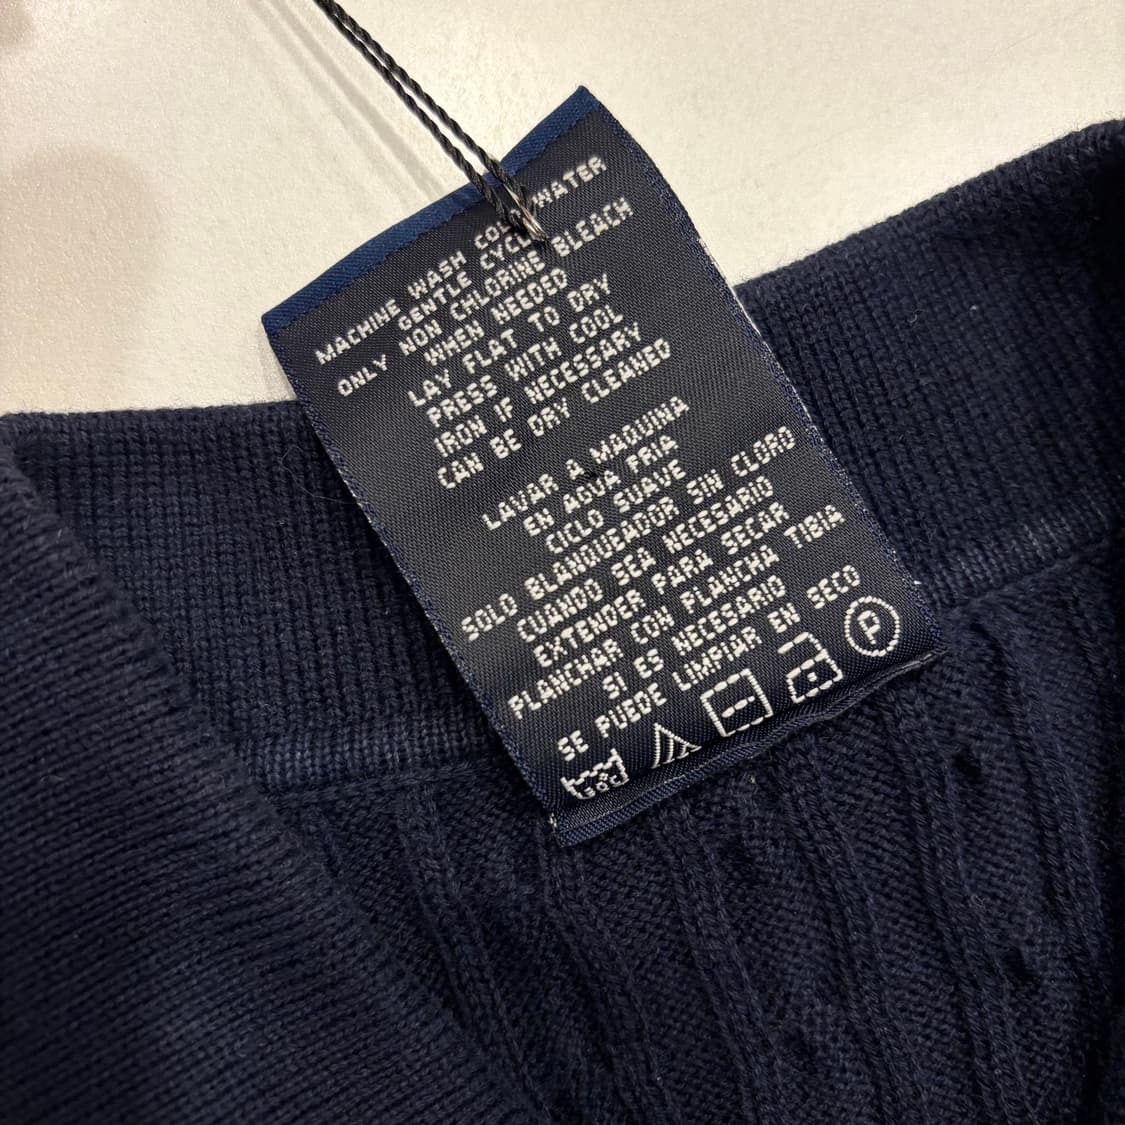 MACHINE WASH COLD WATER
GENTLE CYCLE
ONLY NON CHLORINE BLEACH
WHEN NEEDED
LAY FLAT TO DRY
PRESS WITH COOL
IRON IF NECESSARY
CAN BE DRY CLEANED
LAVAR A MAQUINA
EN AGUA FRIA
CICLO SUAVE
SOLO BLANQUEADOR SIN CLORO
CUANDO SEA NECESARIO
EXTENDER PARA SECAR
PLANCHAR CON PLANCHA TIBIA
SI ES NECESARIO
SE PUEDE LIMPIAR EN SECO
P